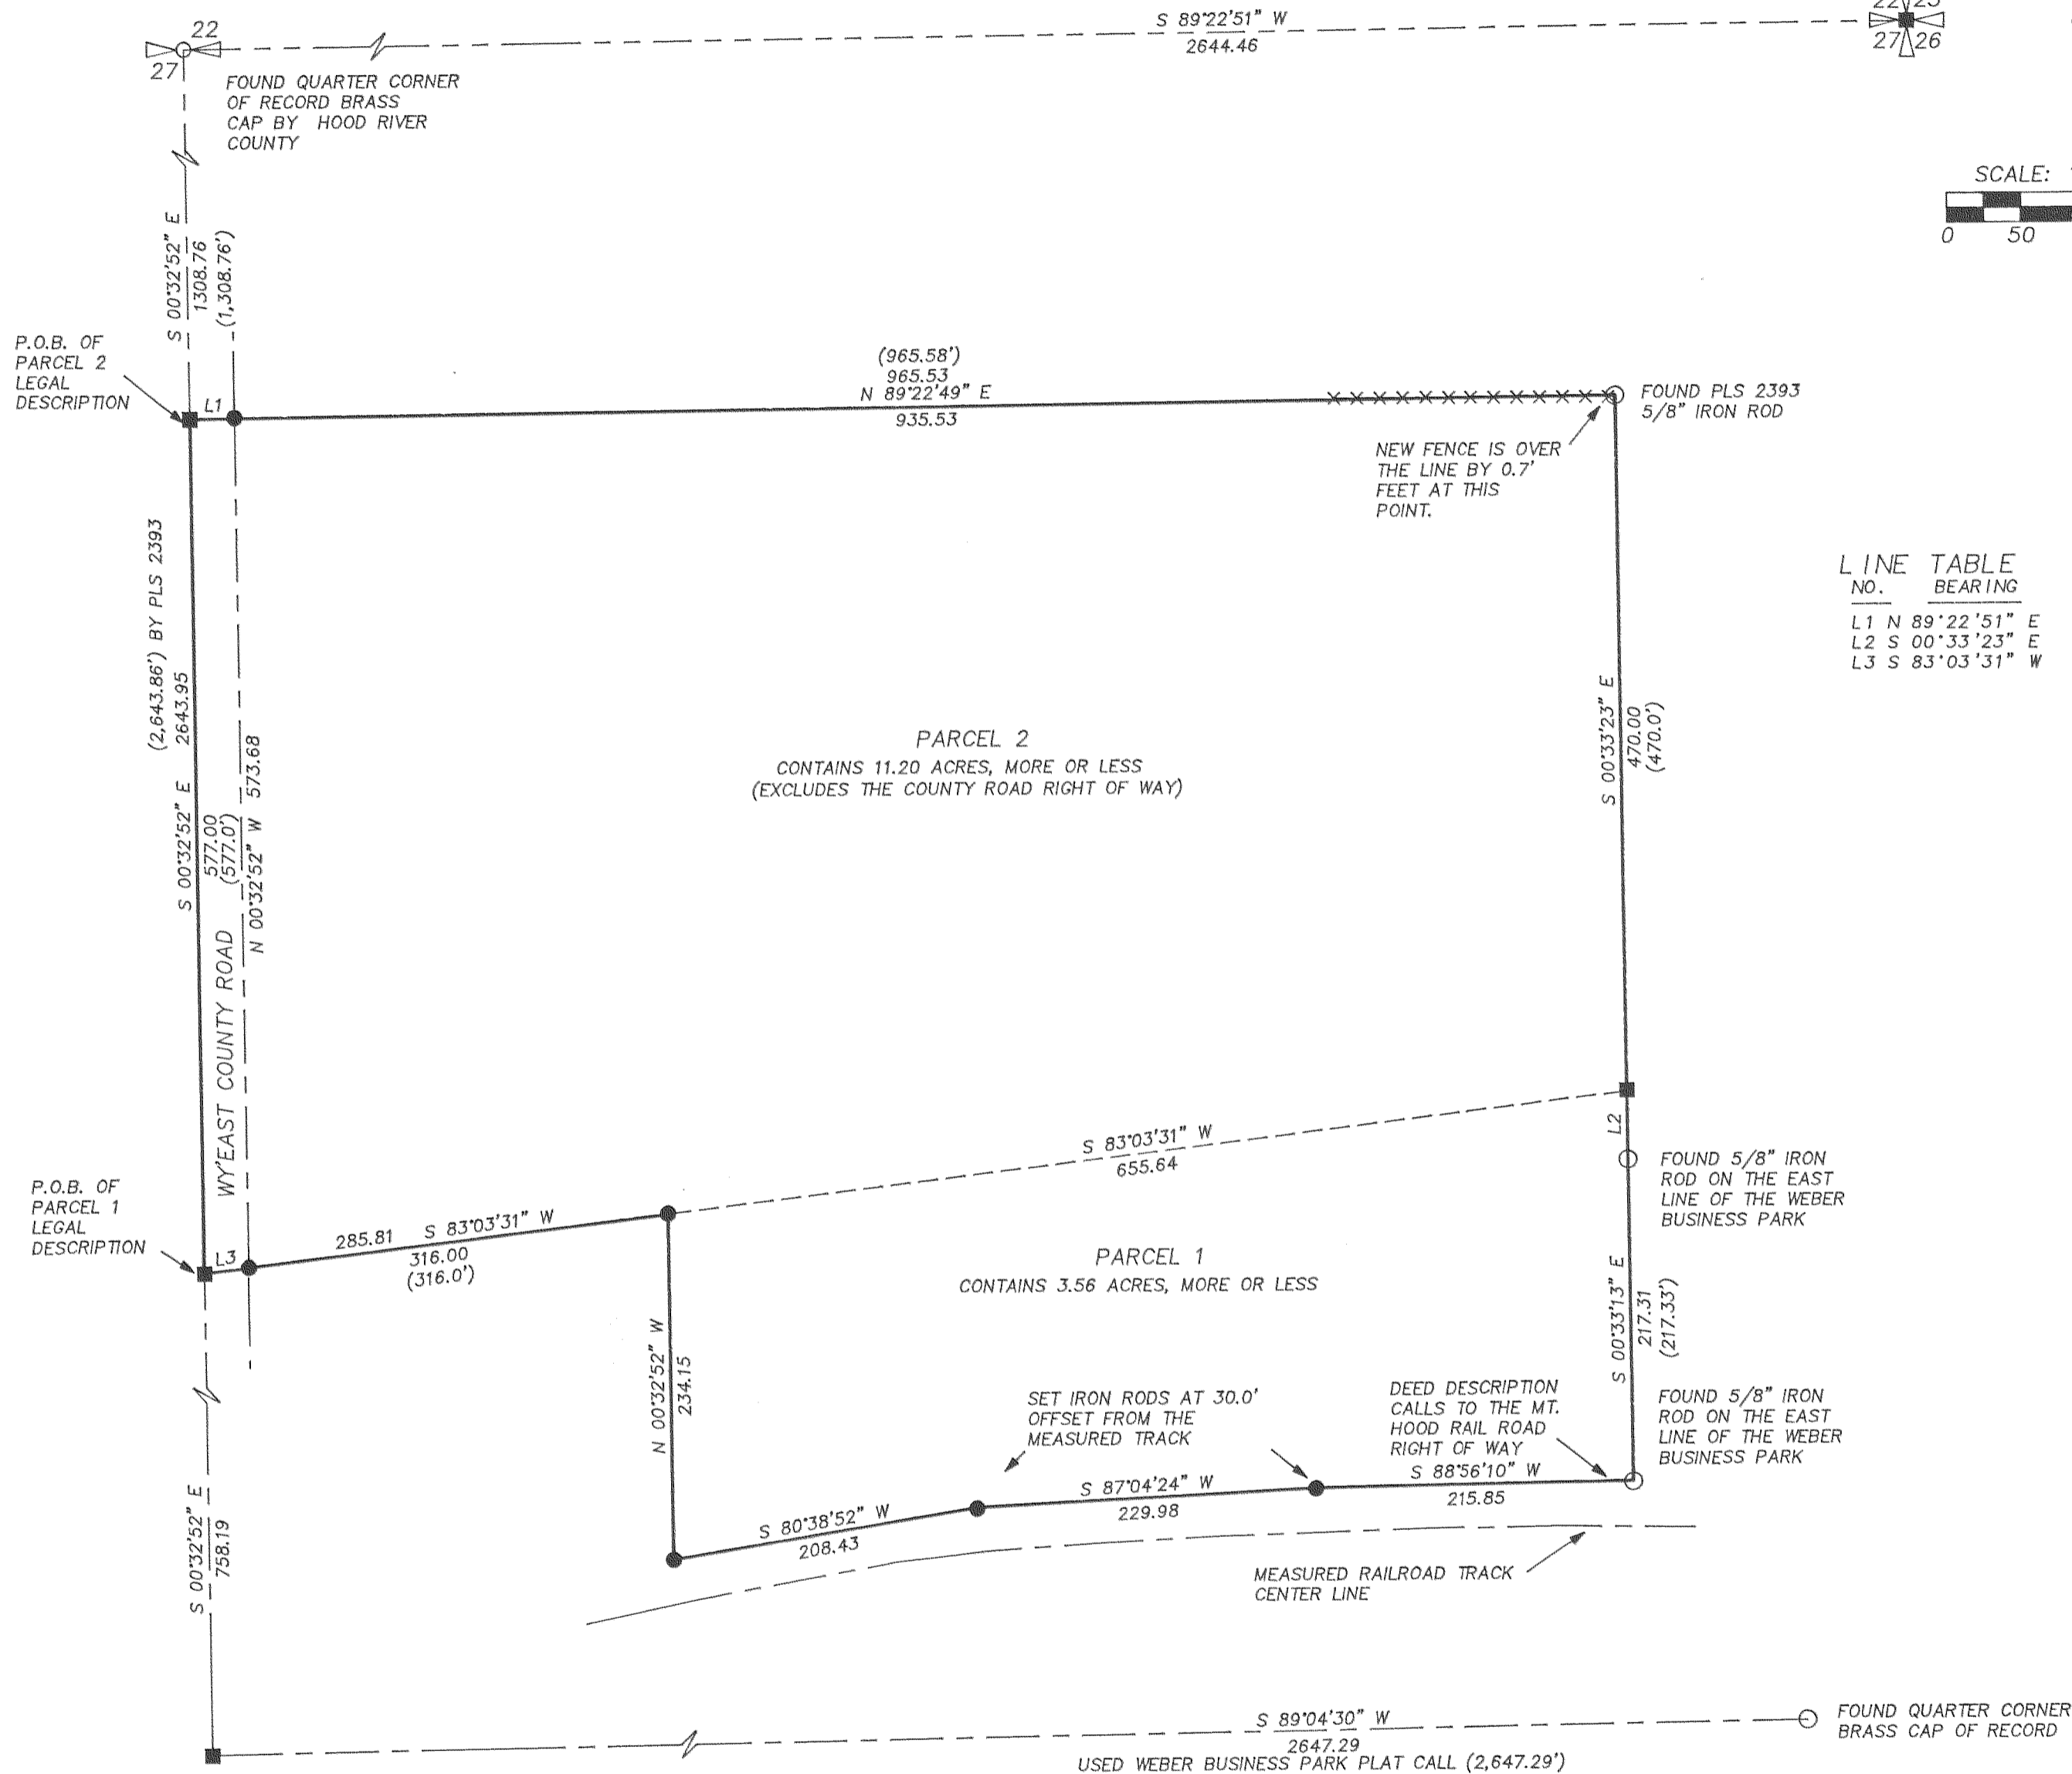 S 89°22'51" W
2644.46
22
27
22 23
27 26
FOUND QUARTER CORNER
OF RECORD BRASS
CAP BY HOOD RIVER
COUNTY
SCALE:
0 50
S 00°32'52" E
1308.76
(1,308.76')
P.O.B. OF
PARCEL 2
LEGAL
DESCRIPTION
L1
(965.58')
965.53
N 89°22'49" E
935.53
FOUND PLS 2393
5/8" IRON ROD
NEW FENCE IS OVER
THE LINE BY 0.7'
FEET AT THIS
POINT.
LINE TABLE
NO. BEARING
L1 N 89°22'51" E
L2 S 00°33'23" E
L3 S 83°03'31" W
(2,643.86') BY PLS 2393
2643.95
S 00°32'52" E
577.00
(577.0')
N 00°32'52" W 573.68
WY'EAST COUNTY ROAD
PARCEL 2
CONTAINS 11.20 ACRES, MORE OR LESS
(EXCLUDES THE COUNTY ROAD RIGHT OF WAY)
S 00°33'23" E
470.00
(470.0')
S 83°03'31" W
655.64
L2
FOUND 5/8" IRON
ROD ON THE EAST
LINE OF THE WEBER
BUSINESS PARK
P.O.B. OF
PARCEL 1
LEGAL
DESCRIPTION
L3
285.81 S 83°03'31" W
316.00
(316.0')
PARCEL 1
CONTAINS 3.56 ACRES, MORE OR LESS
S 00°33'13" E
217.31
(217.33')
N 00°32'52" W
234.15
SET IRON RODS AT 30.0'
OFFSET FROM THE
MEASURED TRACK
DEED DESCRIPTION
CALLS TO THE MT.
HOOD RAIL ROAD
RIGHT OF WAY
FOUND 5/8" IRON
ROD ON THE EAST
LINE OF THE WEBER
BUSINESS PARK
S 88°56'10" W
215.85
S 87°04'24" W
229.98
S 80°38'52" W
208.43
S 00°32'52" E
758.19
MEASURED RAILROAD TRACK
CENTER LINE
S 89°04'30" W
2647.29
USED WEBER BUSINESS PARK PLAT CALL (2,647.29')
FOUND QUARTER CORNER
BRASS CAP OF RECORD